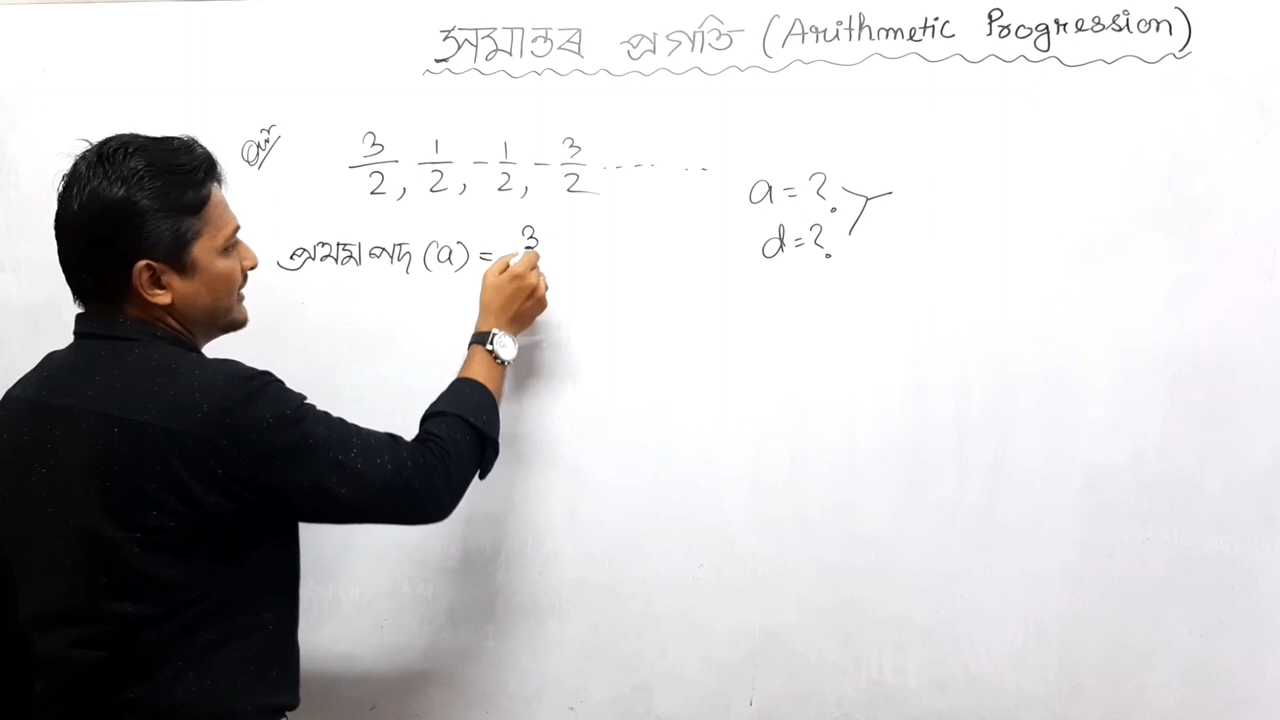 সমান্তৰ প্ৰগতি (Arithmetic Progression)
3/2, 1/2, -1/2, -3/2 ---- ..
a = ?
d = ?
প্ৰথম পদ (a) = 3